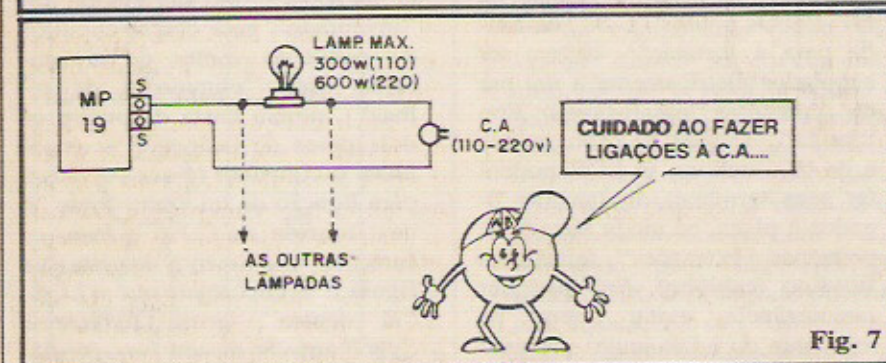 LAMP. MAX.
300w(110)
600w(220)
MP
19
S
S
C.A.
(110-220v)
CUIDADO AO FAZER
LIGAÇÕES À C.A....
AS OUTRAS
LÂMPADAS
Fig. 7